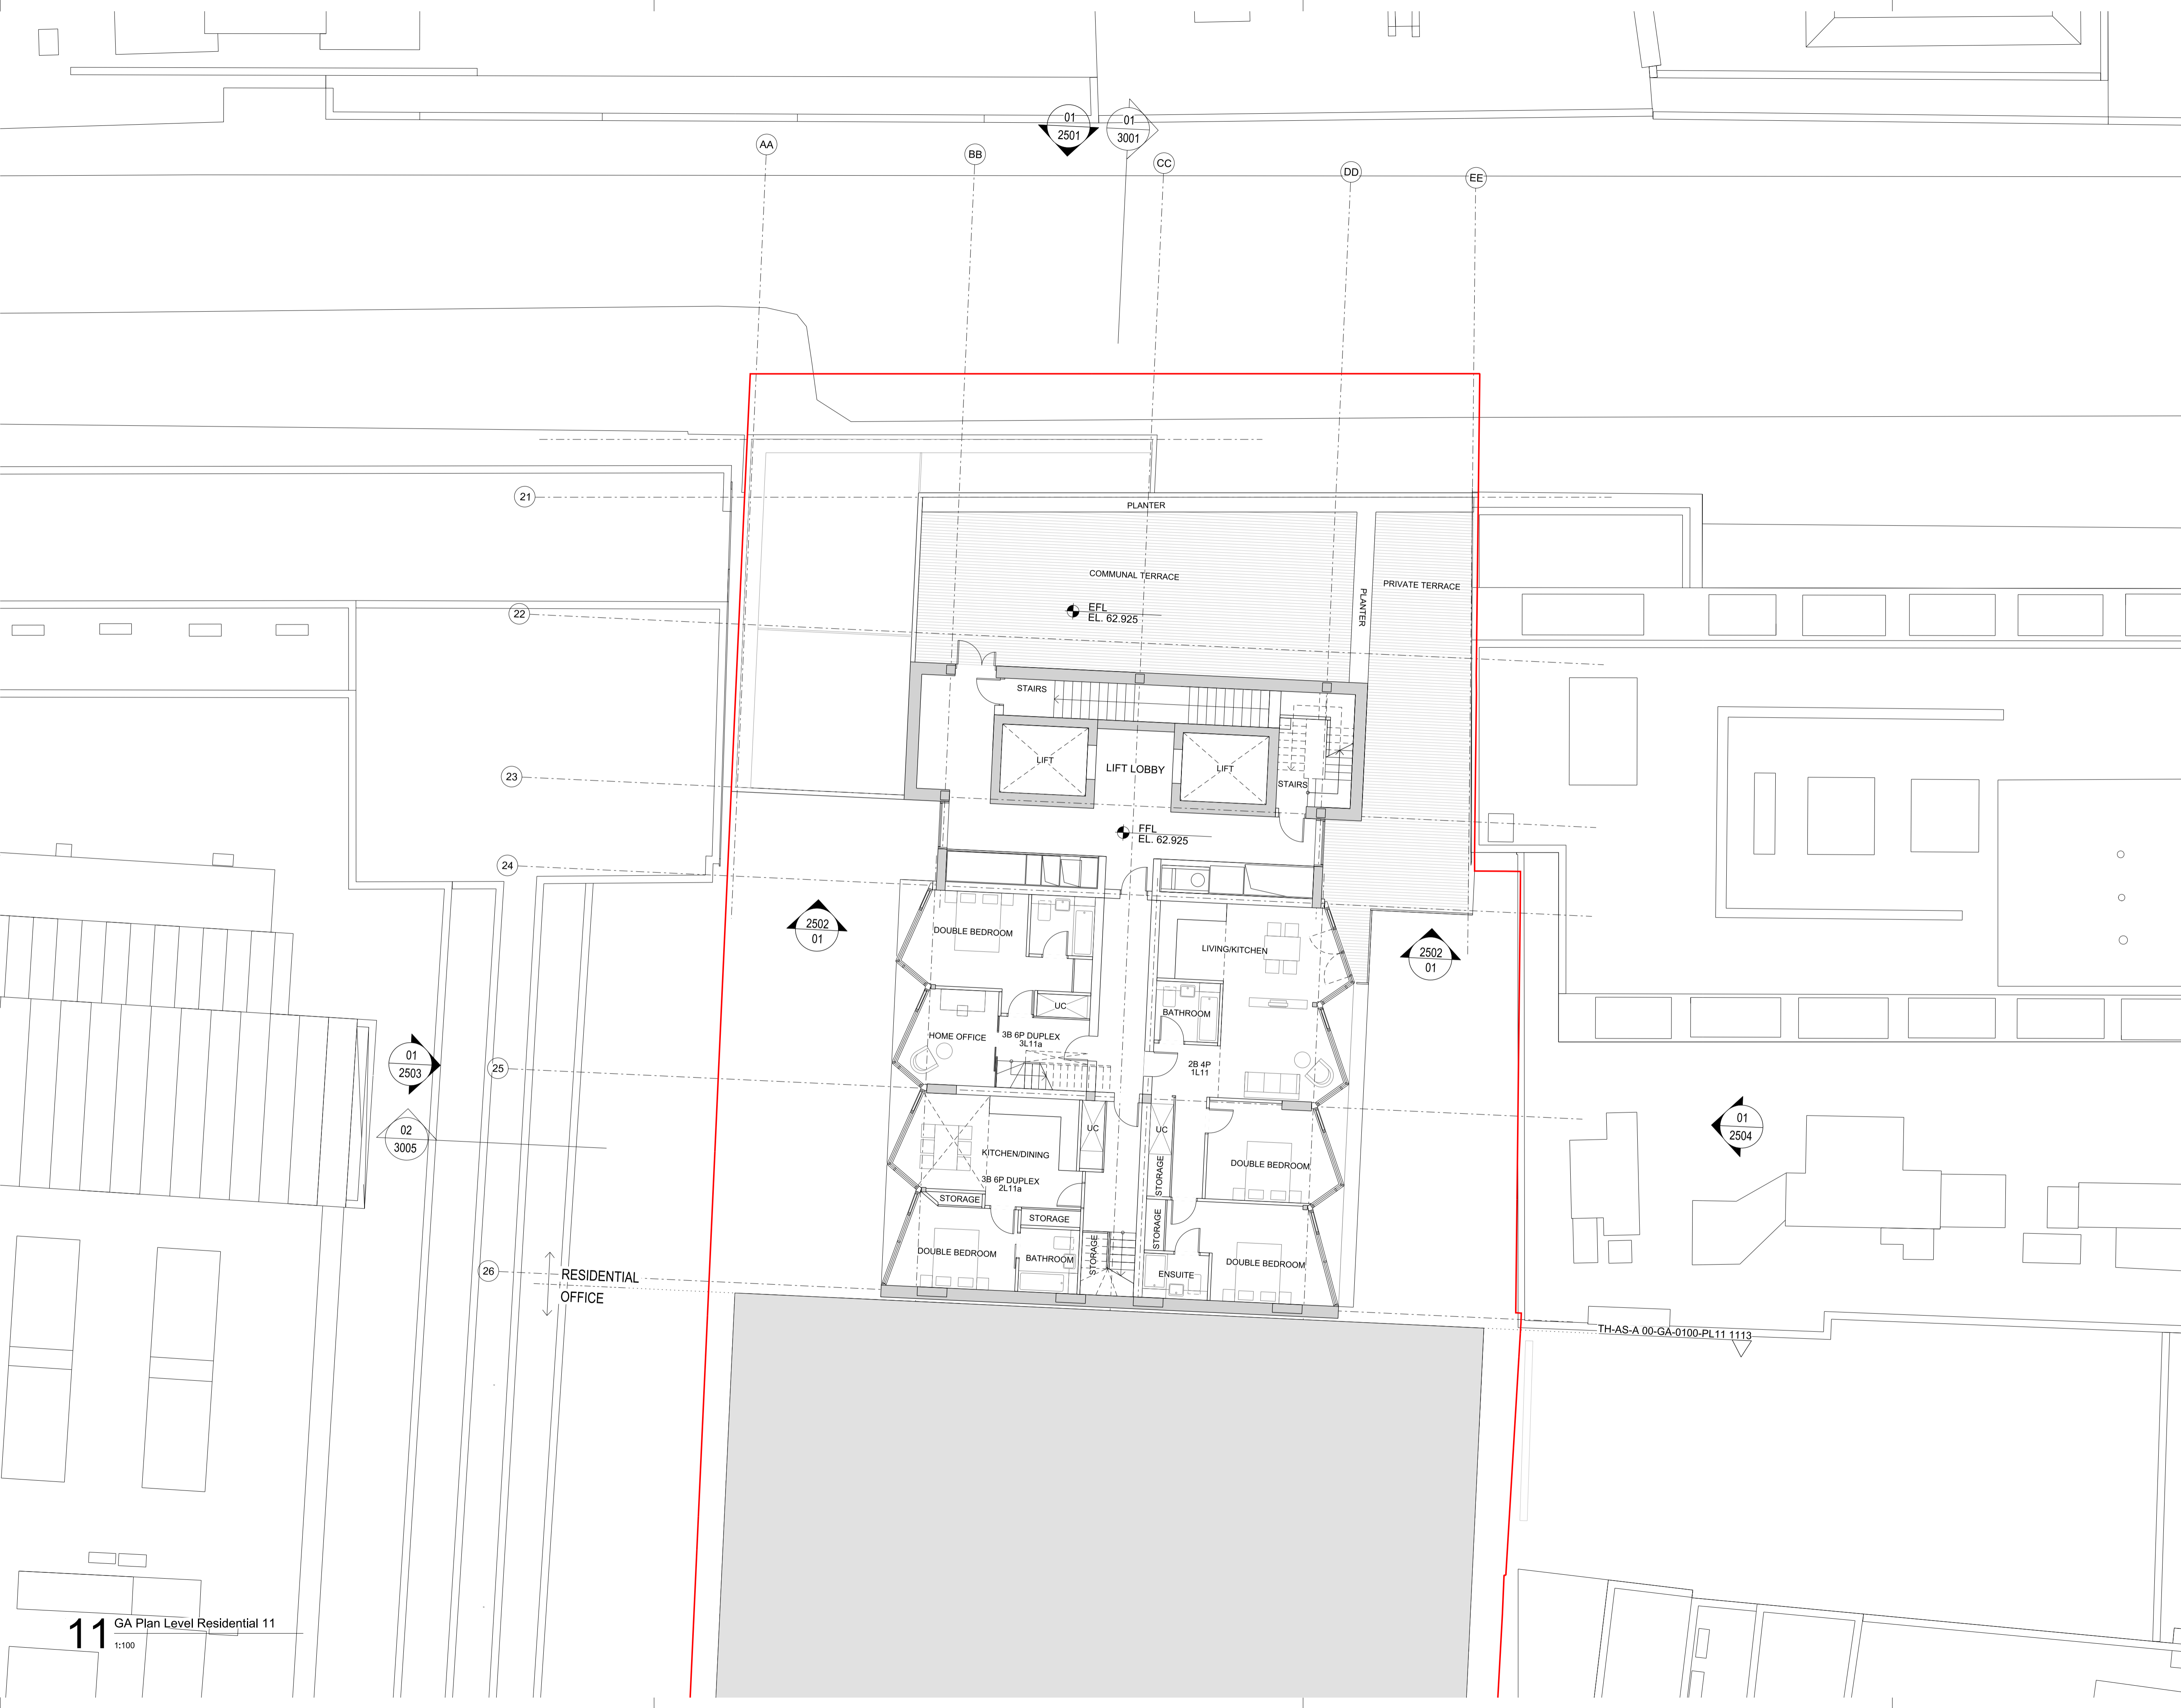 01
2501
01
3001
AA
BB
CC
DD
EE
21
PLANTER
COMMUNAL TERRACE
PRIVATE TERRACE
PLANTER
EFL
EL. 62.925
22
STAIRS
LIFT
LIFT LOBBY
LIFT
STAIRS
23
FFL
EL. 62.925
24
2502
01
DOUBLE BEDROOM
LIVING/KITCHEN
2502
01
UC
BATHROOM
HOME OFFICE
3B 6P DUPLEX
3L11a
01
2503
25
2B 4P
1L11
02
3005
UC
UC
01
2504
KITCHEN/DINING
DOUBLE BEDROOM
STORAGE
3B 6P DUPLEX
2L11a
STORAGE
STORAGE
STORAGE
DOUBLE BEDROOM
BATHROOM
STORAGE
ENSUITE
DOUBLE BEDROOM
26
RESIDENTIAL
OFFICE
TH-AS-A 00-GA-0100-PL11 1113
11
GA Plan Level Residential 11
1:100